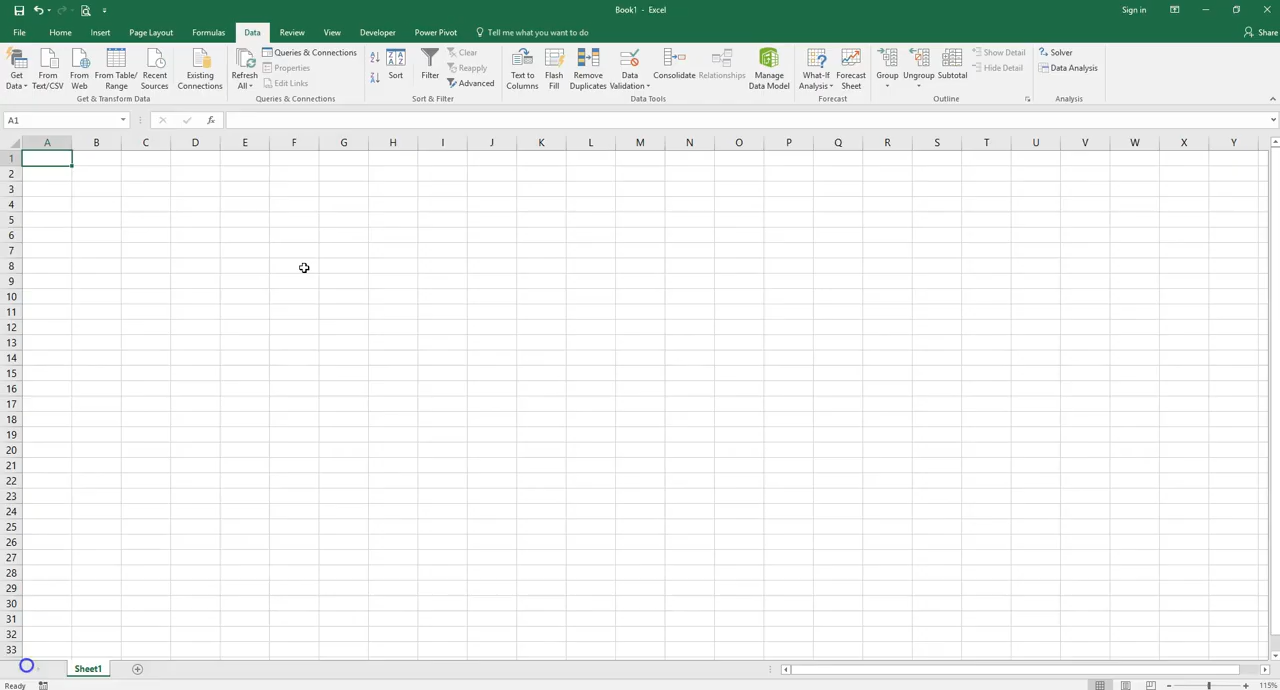 Book1 - Excel
Sign in
File Home Insert Page Layout Formulas Data Review View Developer Power Pivot Tell me what you want to do Share
Get Data
From Text/CSV
From Web
From Table/ Range
Recent Sources
Existing Connections
Get & Transform Data
Refresh All
Queries & Connections
Properties
Edit Links
Queries & Connections
Sort
Filter
Clear
Reapply
Advanced
Sort & Filter
Text to Columns
Flash Fill
Remove Duplicates
Data Validation
Consolidate
Relationships
Manage Data Model
Data Tools
What-If Analysis
Forecast Sheet
Forecast
Group
Ungroup
Subtotal
Show Detail
Hide Detail
Outline
Solver
Data Analysis
Analysis
A1
fx
A B C D E F G H I J K L M N O P Q R S T U V W X Y
1
2
3
4
5
6
7
8
9
10
11
12
13
14
15
16
17
18
19
20
21
22
23
24
25
26
27
28
29
30
31
32
33
Sheet1
Ready
115%